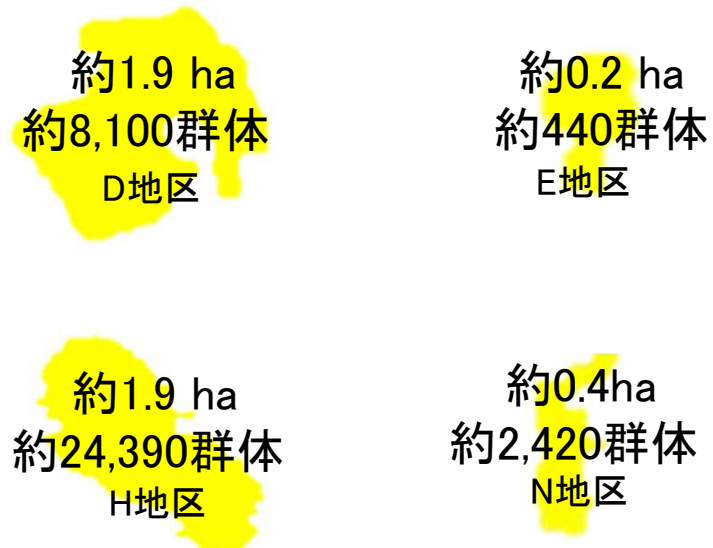 約1.9 ha
約8,100群体
D地区
約0.2 ha
約440群体
E地区
約1.9 ha
約24,390群体
H地区
約0.4ha
約2,420群体
N地区